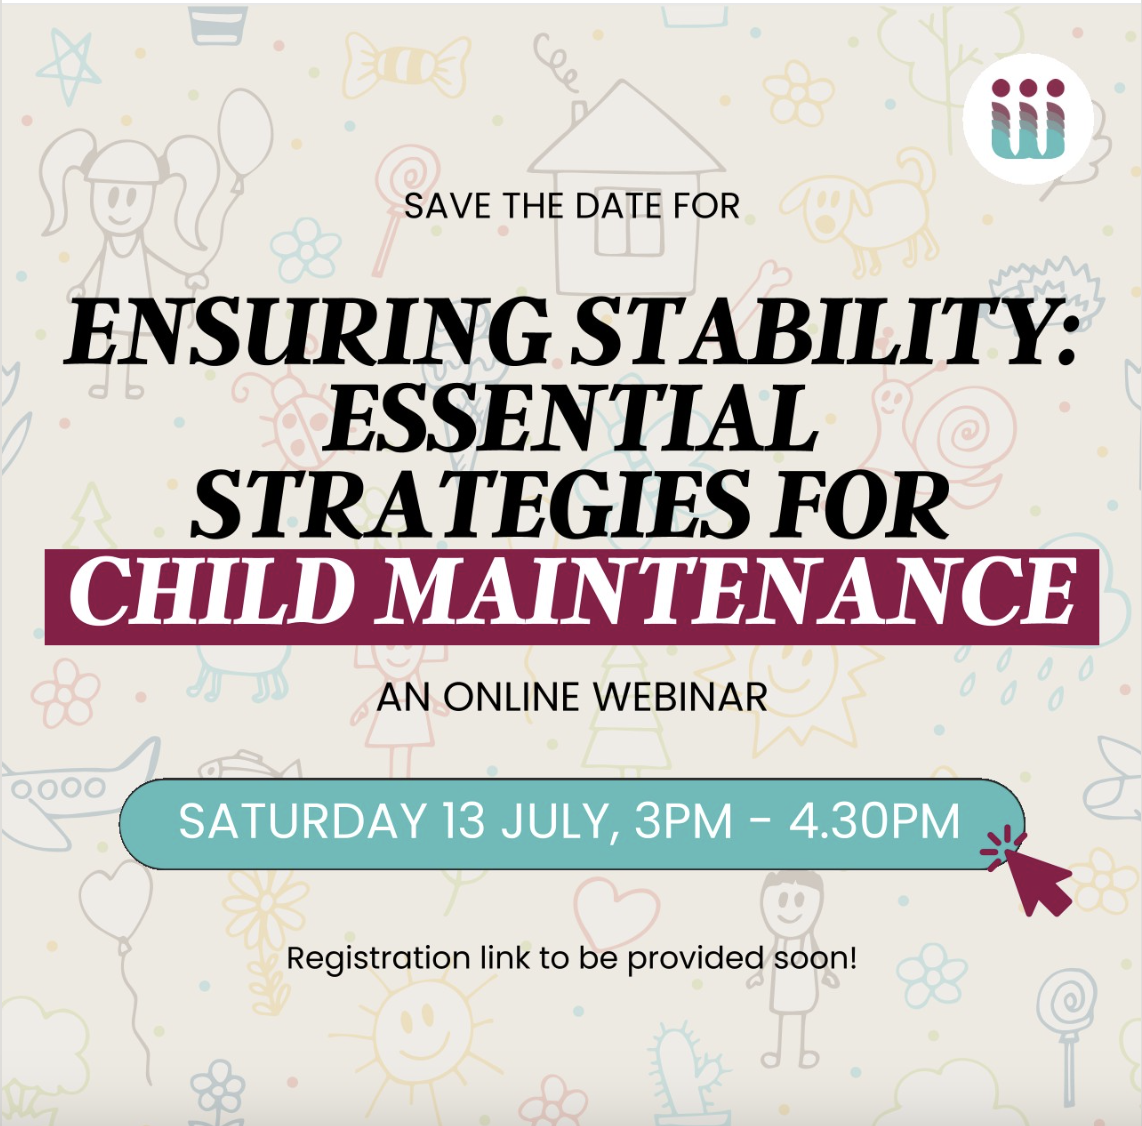 SAVE THE DATE FOR
ENSURING STABILITY:
ESSENTIAL
STRATEGIES FOR
CHILD MAINTENANCE
AN ONLINE WEBINAR
SATURDAY 13 JULY, 3PM - 4.30PM
Registration link to be provided soon!